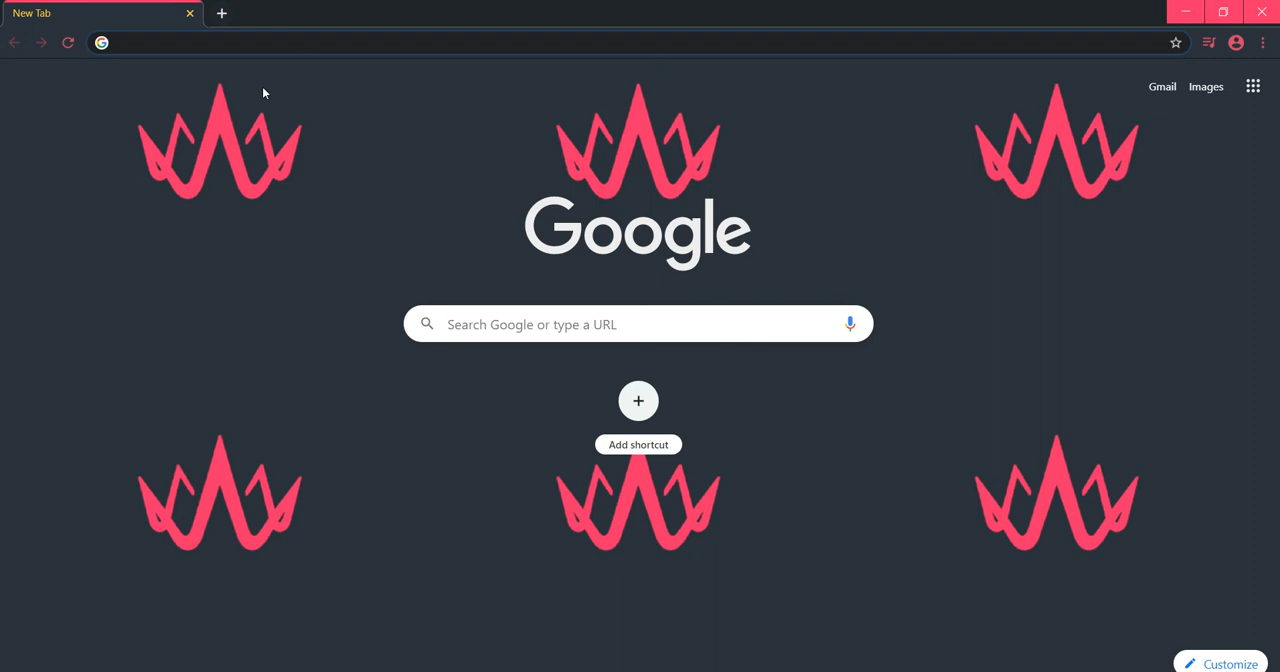 New Tab
Gmail Images
Google
Search Google or type a URL
Add shortcut
Customize